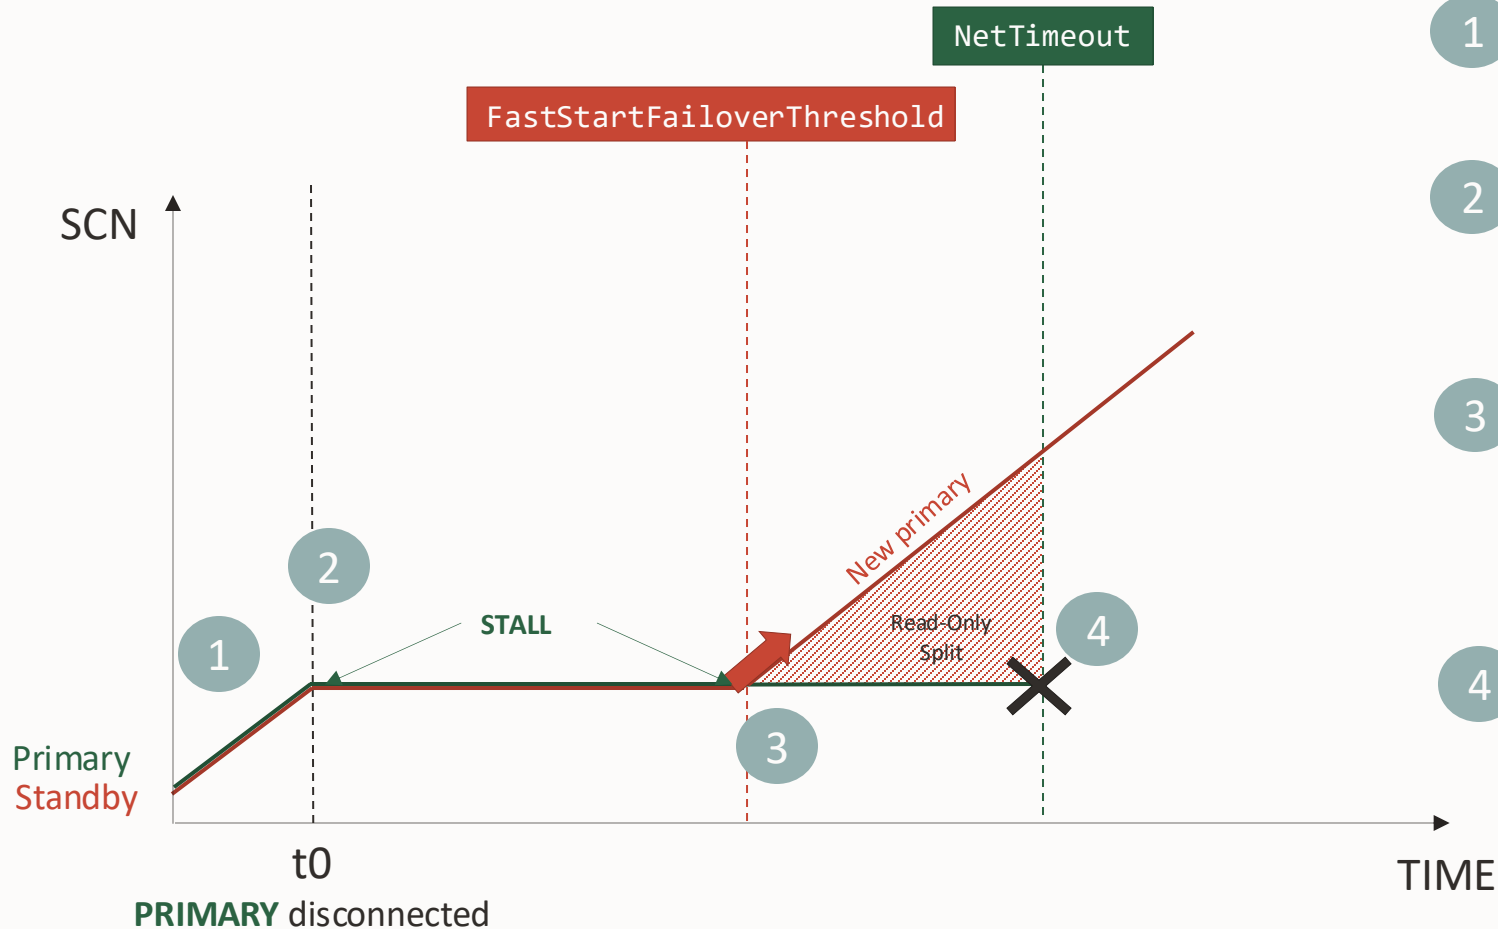 NetTimeout
1
FastStartFailoverThreshold
2
SCN
3
New primary
2
STALL
Read-Only
Split
4
1
4
3
Primary
Standby
t0
TIME
PRIMARY disconnected